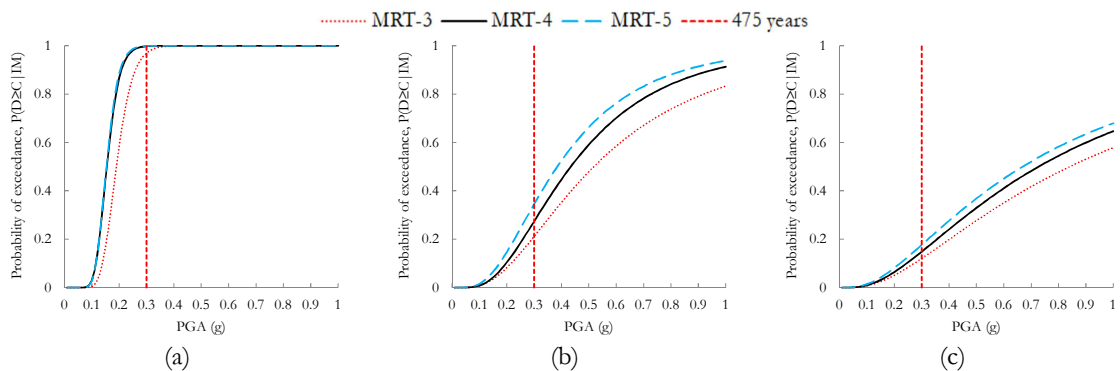 MRT-3 MRT-4 MRT-5 475 years
Probability of exceedance, P(D≥C|IM)
1
0.8
0.6
0.4
0.2
0
0 0.1 0.2 0.3 0.4 0.5 0.6 0.7 0.8 0.9 1
PGA (g)
(a)
Probability of exceedance, P(D≥C|IM)
1
0.8
0.6
0.4
0.2
0
0 0.1 0.2 0.3 0.4 0.5 0.6 0.7 0.8 0.9 1
PGA (g)
(b)
Probability of exceedance, P(D≥C|IM)
1
0.8
0.6
0.4
0.2
0
0 0.1 0.2 0.3 0.4 0.5 0.6 0.7 0.8 0.9 1
PGA (g)
(c)